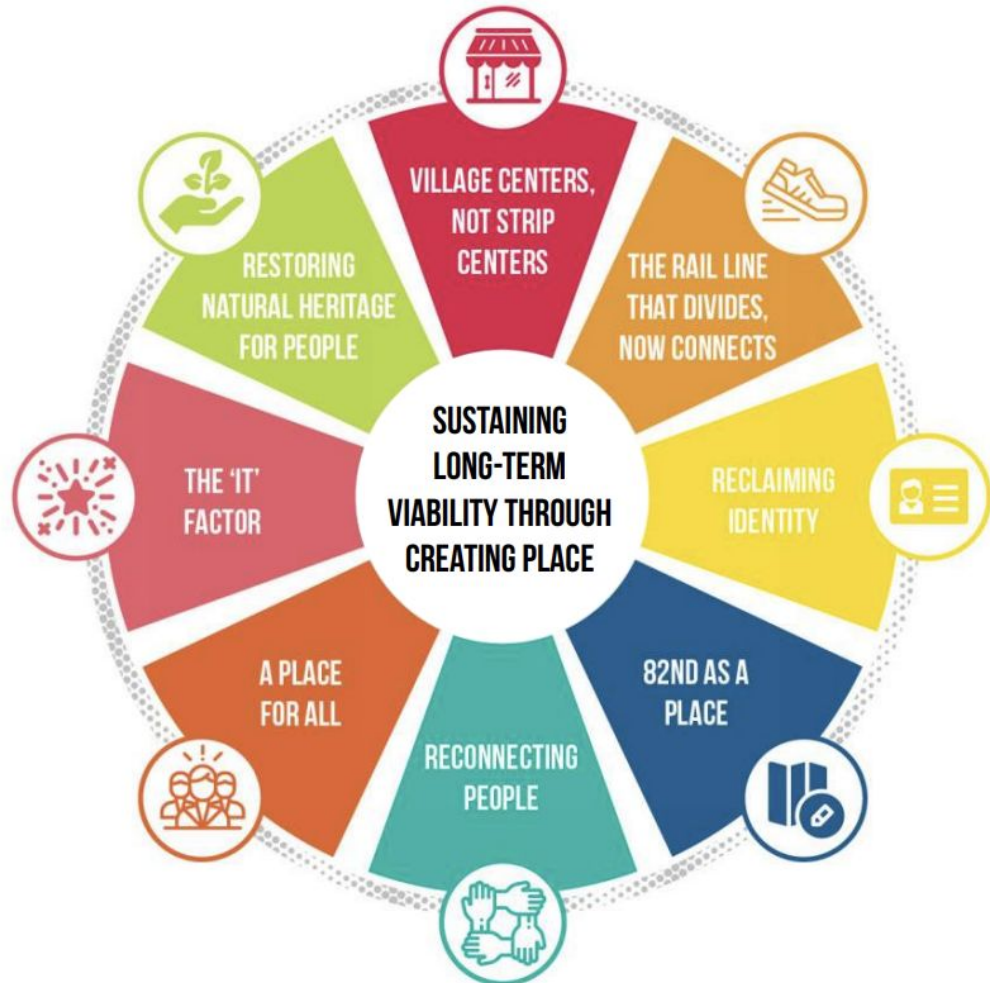 VILLAGE CENTERS,
NOT STRIP
CENTERS
THE RAIL LINE
THAT DIVIDES,
NOW CONNECTS
RECLAIMING
IDENTITY
82ND AS A
PLACE
RECONNECTING
PEOPLE
A PLACE
FOR ALL
THE ‘IT’
FACTOR
RESTORING
NATURAL HERITAGE
FOR PEOPLE
SUSTAINING
LONG-TERM
VIABILITY THROUGH
CREATING PLACE